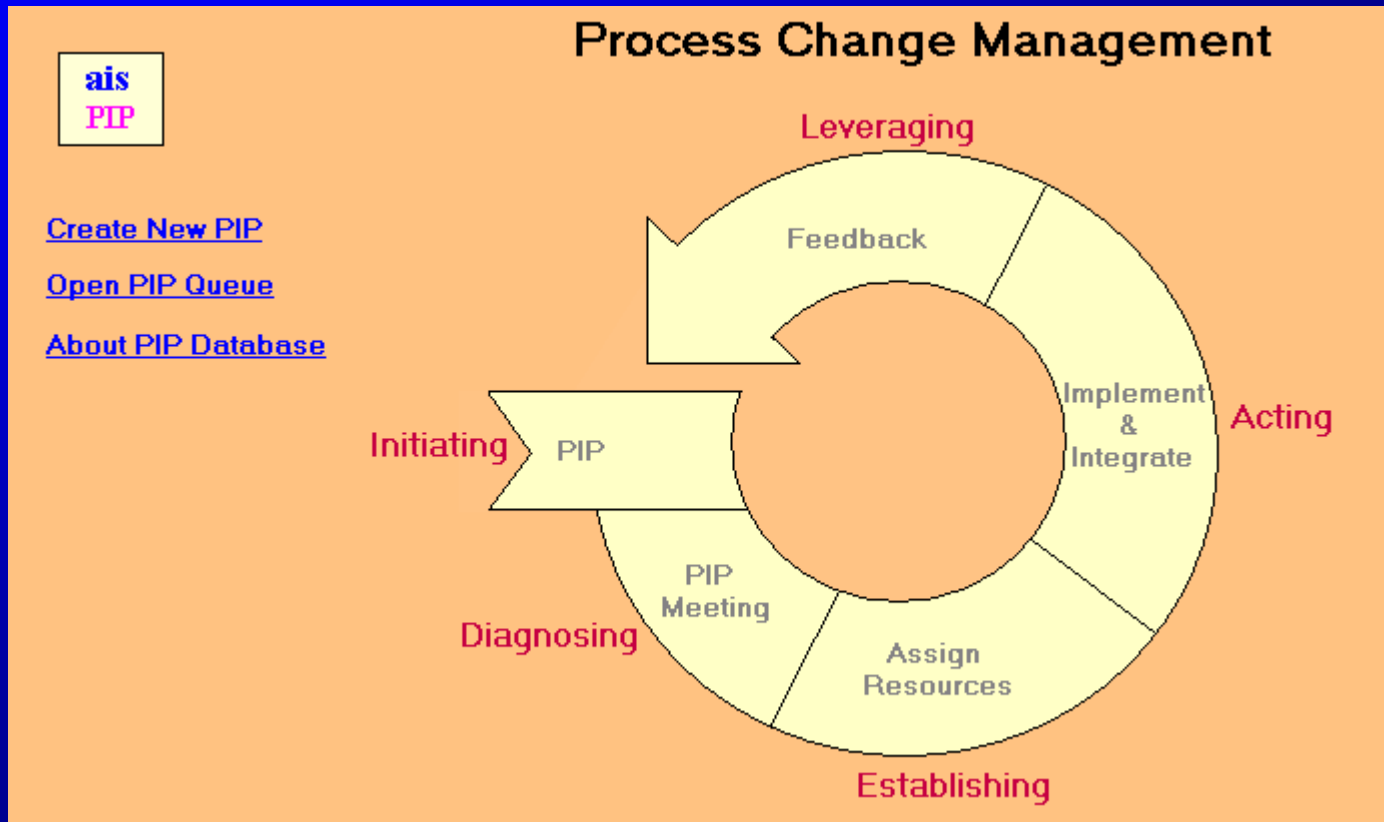 Process Change Management
ais
PIP
Create New PIP
Open PIP Queue
About PIP Database
Leveraging
Feedback
Implement
&
Integrate
Acting
Initiating
PIP
PIP
Meeting
Diagnosing
Assign
Resources
Establishing